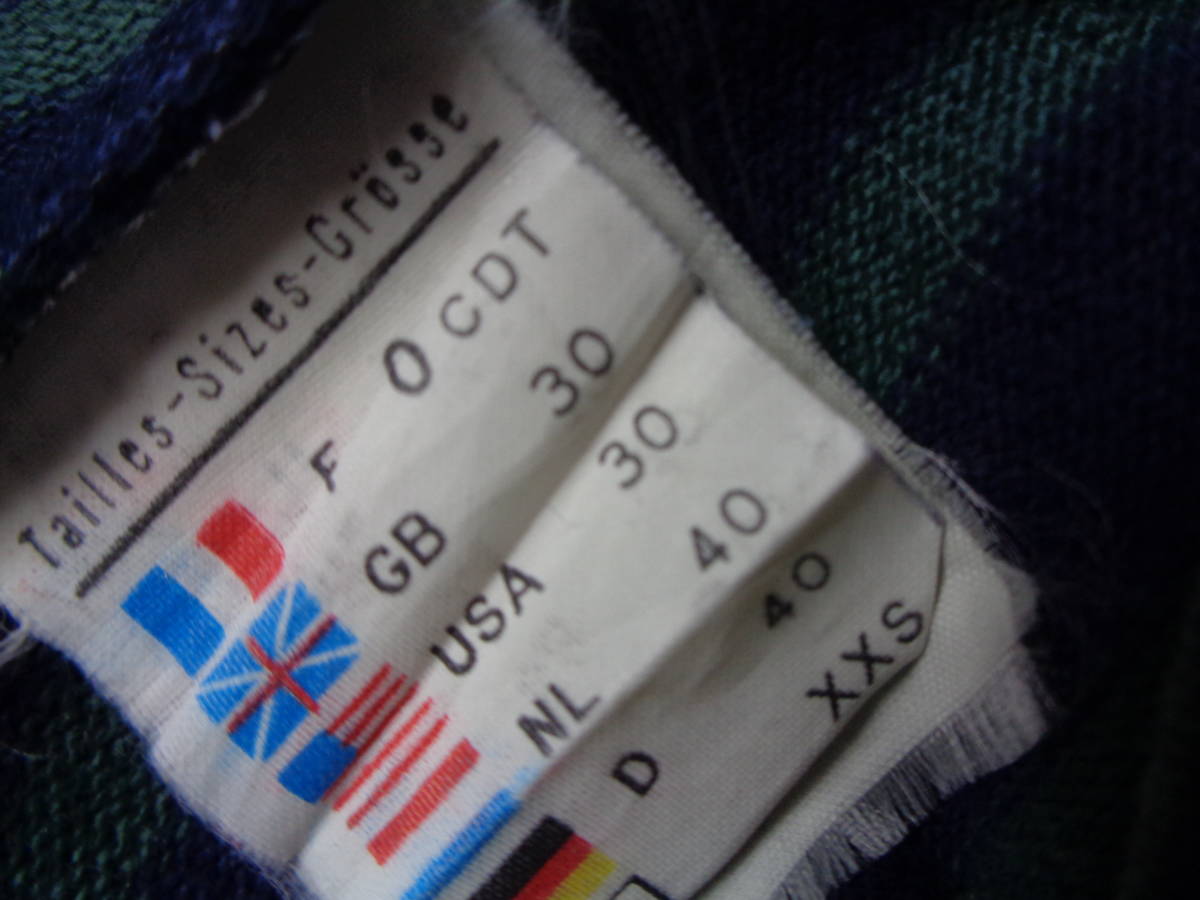 Tailles-Sizes-Grösse
F 0 CDT
GB 30
USA 30
NL 40
D 40
XXS